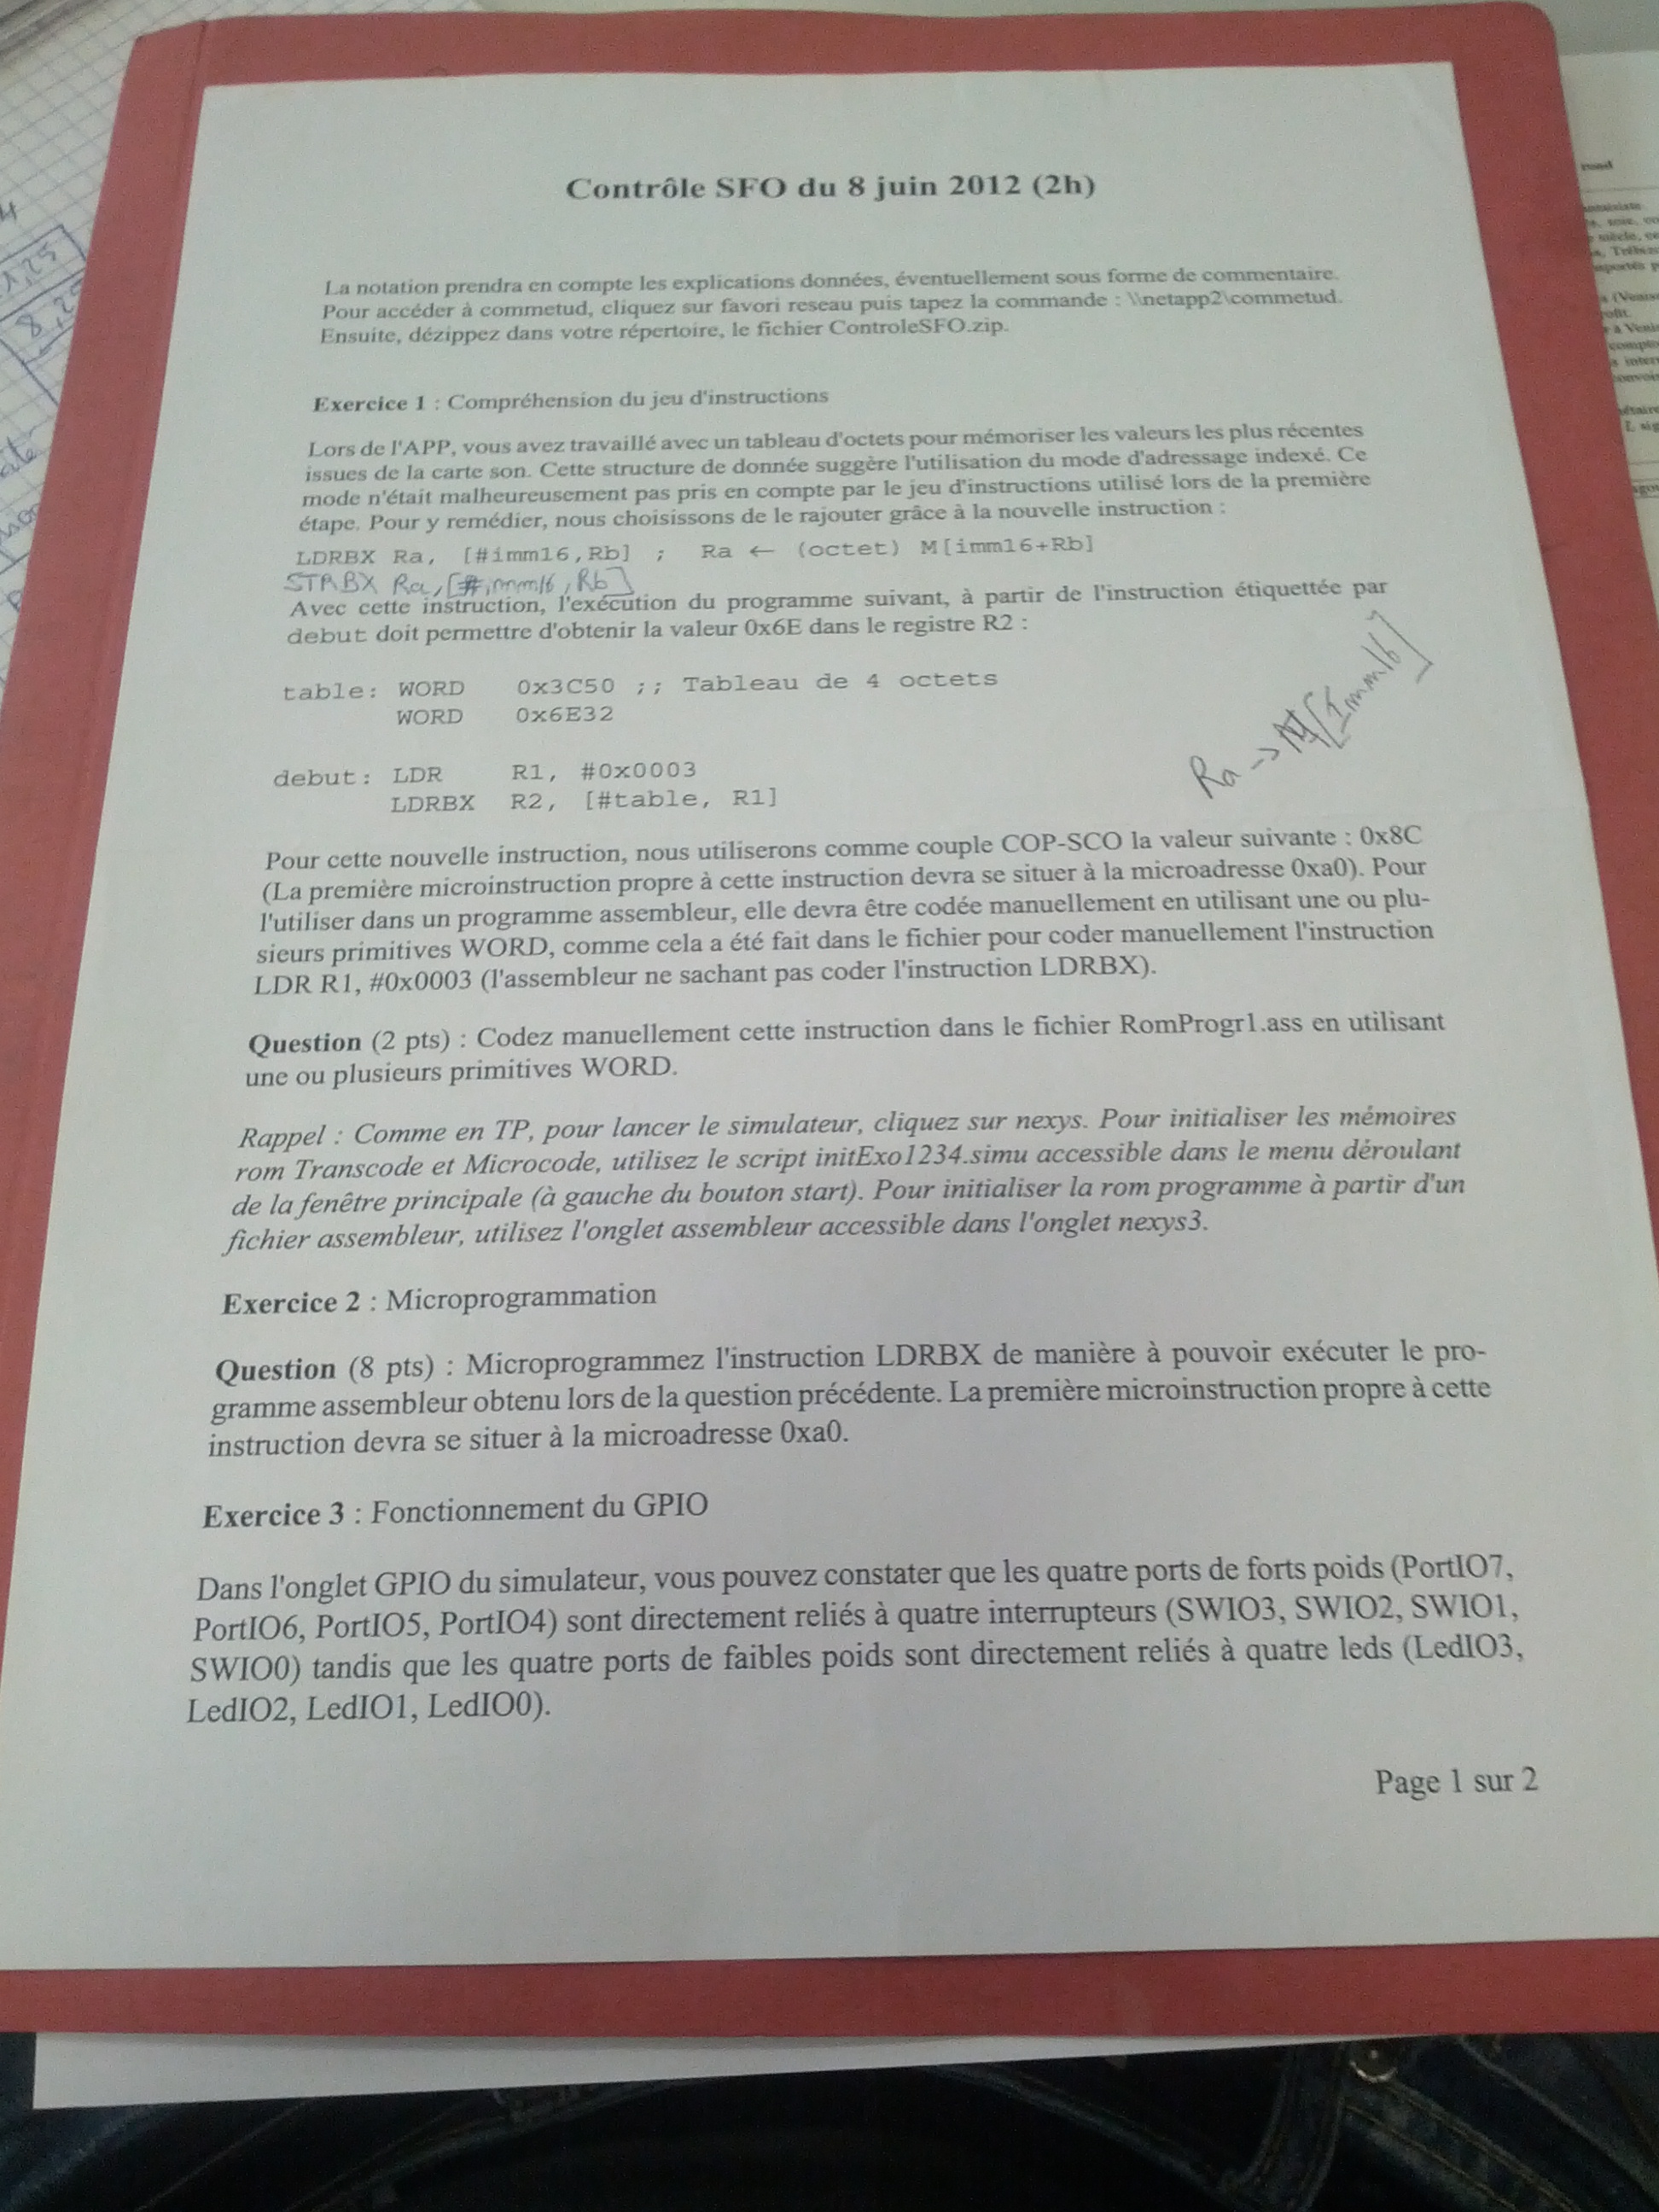 Contrôle SFO du 8 juin 2012 (2h)
La notation prendra en compte les explications données, éventuellement sous forme de commentaire.
Pour accéder à commetud, cliquez sur favori reseau puis tapez la commande : \\netapp2\commetud.
Ensuite, dézippez dans votre répertoire, le fichier ControleSFO.zip.
Exercice 1 : Compréhension du jeu d'instructions
Lors de l'APP, vous avez travaillé avec un tableau d'octets pour mémoriser les valeurs les plus récentes
issues de la carte son. Cette structure de donnée suggère l'utilisation du mode d'adressage indexé. Ce
mode n'était malheureusement pas pris en compte par le jeu d'instructions utilisé lors de la première
étape. Pour y remédier, nous choisissons de le rajouter grâce à la nouvelle instruction :
LDRBX Ra, [#imm16,Rb] ; Ra ← (octet) M[imm16+Rb]
STRBX Ra,[#imm16,Rb]
Avec cette instruction, l'exécution du programme suivant, à partir de l'instruction étiquettée par
debut doit permettre d'obtenir la valeur 0x6E dans le registre R2 :
table: WORD 0x3C50 ;; Tableau de 4 octets
WORD 0x6E32
Ra -> M[Imm16]
debut: LDR R1, #0x0003
LDRBX R2, [#table, R1]
Pour cette nouvelle instruction, nous utiliserons comme couple COP-SCO la valeur suivante : 0x8C
(La première microinstruction propre à cette instruction devra se situer à la microadresse 0xa0). Pour
l'utiliser dans un programme assembleur, elle devra être codée manuellement en utilisant une ou plu-
sieurs primitives WORD, comme cela a été fait dans le fichier pour coder manuellement l'instruction
LDR R1, #0x0003 (l'assembleur ne sachant pas coder l'instruction LDRBX).
Question (2 pts) : Codez manuellement cette instruction dans le fichier RomProgr1.ass en utilisant
une ou plusieurs primitives WORD.
Rappel : Comme en TP, pour lancer le simulateur, cliquez sur nexys. Pour initialiser les mémoires
rom Transcode et Microcode, utilisez le script initExo1234.simu accessible dans le menu déroulant
de la fenêtre principale (à gauche du bouton start). Pour initialiser la rom programme à partir d'un
fichier assembleur, utilisez l'onglet assembleur accessible dans l'onglet nexys3.
Exercice 2 : Microprogrammation
Question (8 pts) : Microprogrammez l'instruction LDRBX de manière à pouvoir exécuter le pro-
gramme assembleur obtenu lors de la question précédente. La première microinstruction propre à cette
instruction devra se situer à la microadresse 0xa0.
Exercice 3 : Fonctionnement du GPIO
Dans l'onglet GPIO du simulateur, vous pouvez constater que les quatre ports de forts poids (PortIO7,
PortIO6, PortIO5, PortIO4) sont directement reliés à quatre interrupteurs (SWIO3, SWIO2, SWIO1,
SWIO0) tandis que les quatre ports de faibles poids sont directement reliés à quatre leds (LedIO3,
LedIO2, LedIO1, LedIO0).
Page 1 sur 2